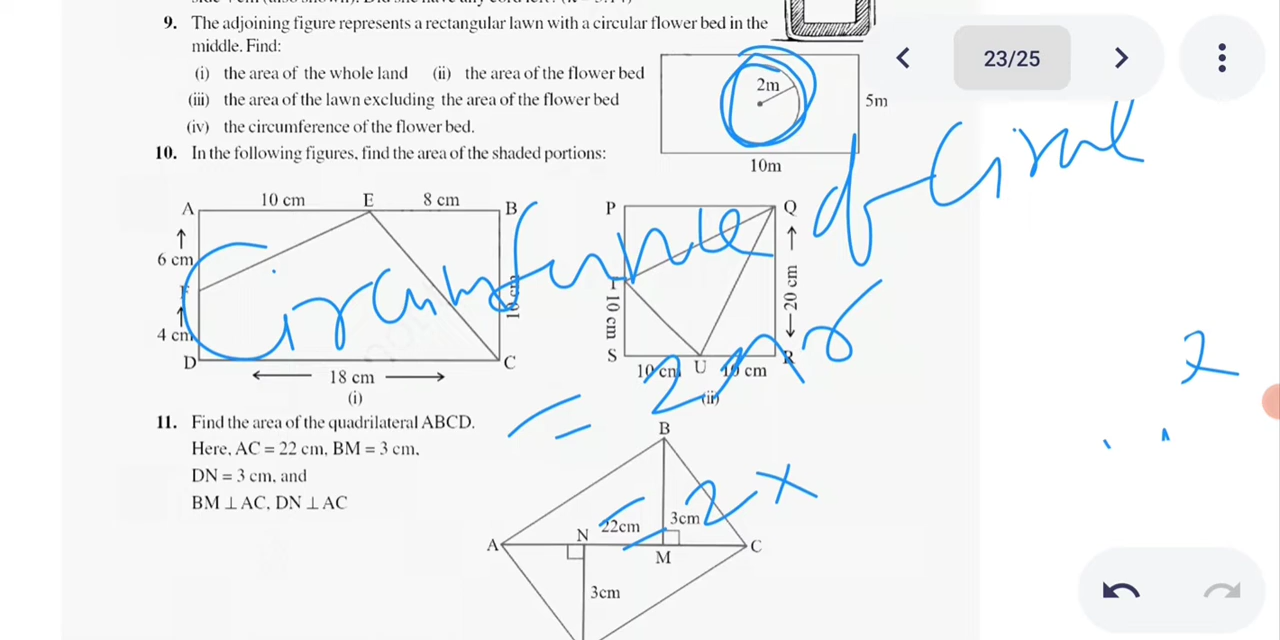 9. The adjoining figure represents a rectangular lawn with a circular flower bed in the
middle. Find:
(i) the area of the whole land (ii) the area of the flower bed
(iii) the area of the lawn excluding the area of the flower bed
(iv) the circumference of the flower bed.
2m
5m
10m
23/25
10. In the following figures, find the area of the shaded portions:
A 10 cm E 8 cm B
6 cm
F
4 cm
10 cm
D C
18 cm
(i)
P Q
T
10 cm
20 cm
S U R
10 cm 10 cm
(ii)
11. Find the area of the quadrilateral ABCD.
Here, AC = 22 cm, BM = 3 cm,
DN = 3 cm, and
BM ⊥ AC, DN ⊥ AC
B
22cm 3cm
A N M C
3cm
of
= 2πr
= 2 ×
2